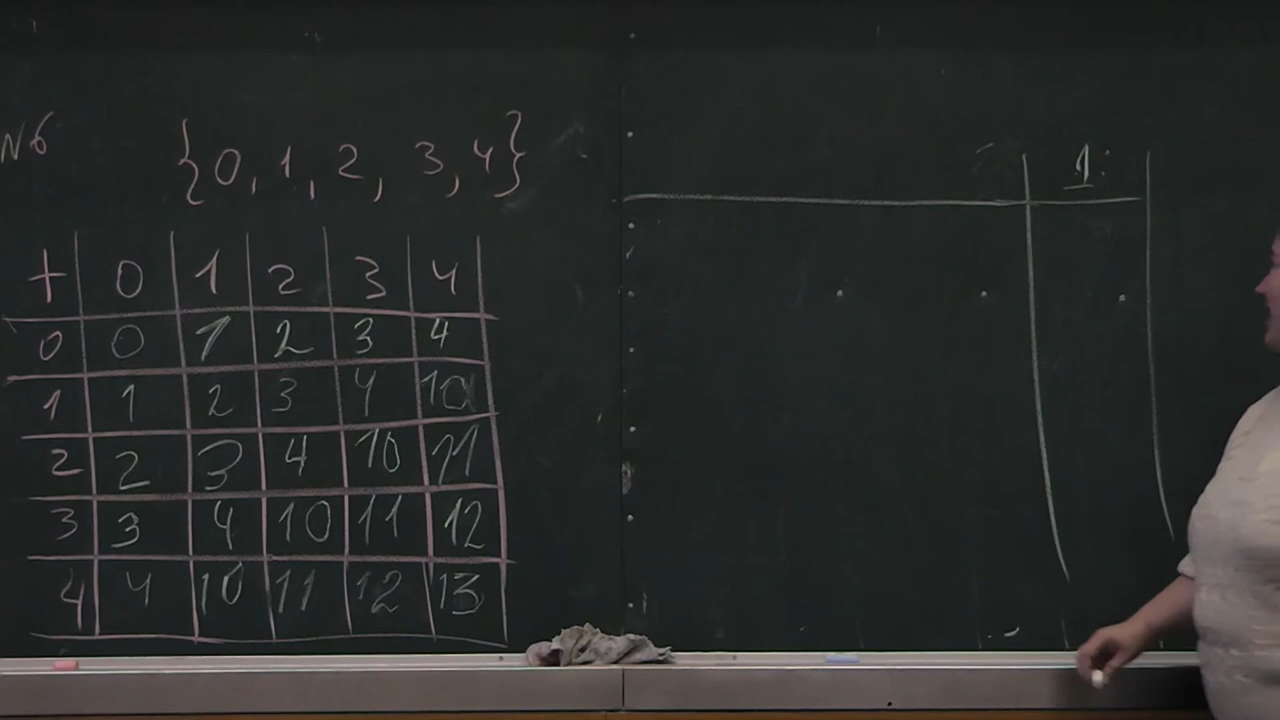 N6
{0, 1, 2, 3, 4}
+ 0 1 2 3 4
0 0 1 2 3 4
1 1 2 3 4 10
2 2 3 4 10 11
3 3 4 10 11 12
4 4 10 11 12 13
1: